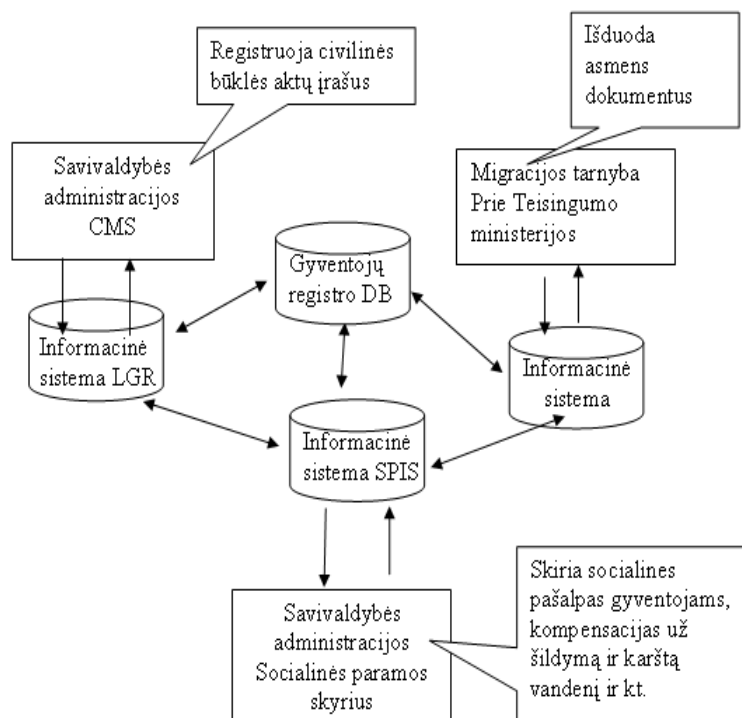 Registruoja civilinės
būklės aktų įrašus
Išduoda
asmens
dokumentus
Savivaldybės
administracijos
CMS
Migracijos tarnyba
Prie Teisingumo
ministerijos
Gyventojų
registro DB
Informacinė
sistema LGR
Informacinė
sistema
Informacinė
sistema SPIS
Savivaldybės
administracijos
Socialinės paramos
skyrius
Skiria socialines
pašalpas gyventojams,
kompensacijas už
šildymą ir karštą
vandenį ir kt.